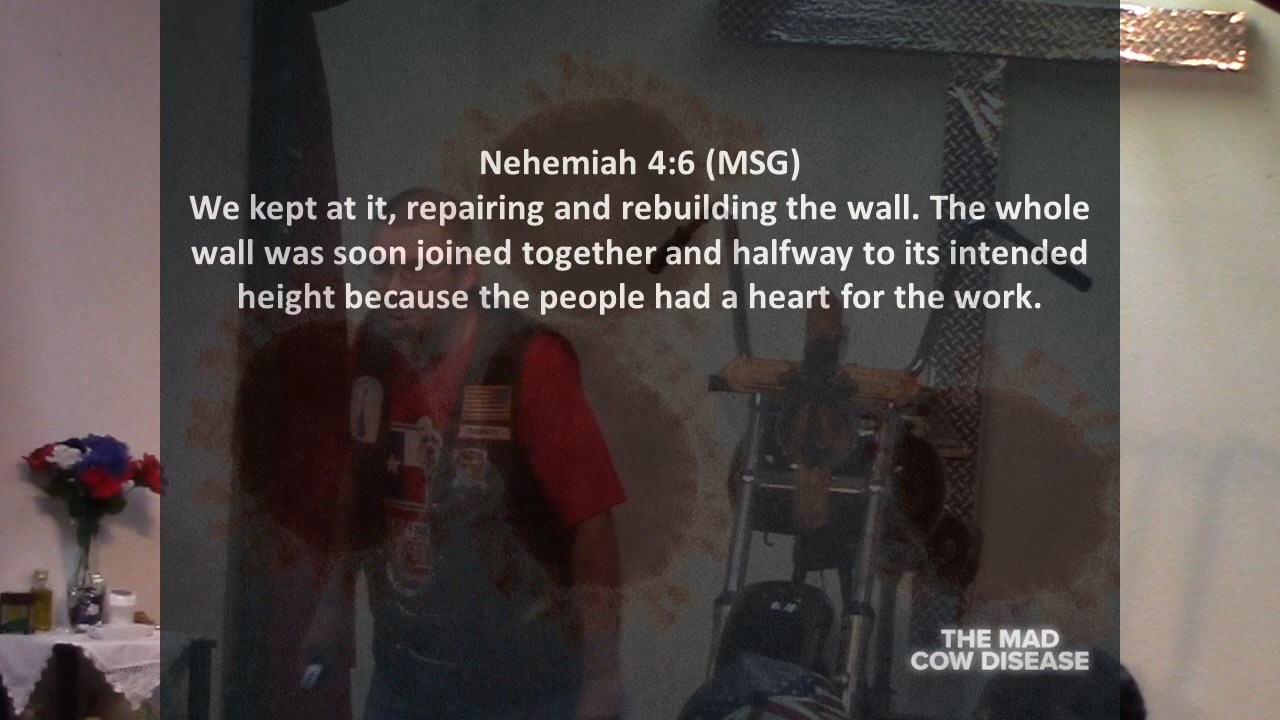 Nehemiah 4:6 (MSG)
We kept at it, repairing and rebuilding the wall. The whole
wall was soon joined together and halfway to its intended
height because the people had a heart for the work.
THE MAD
COW DISEASE